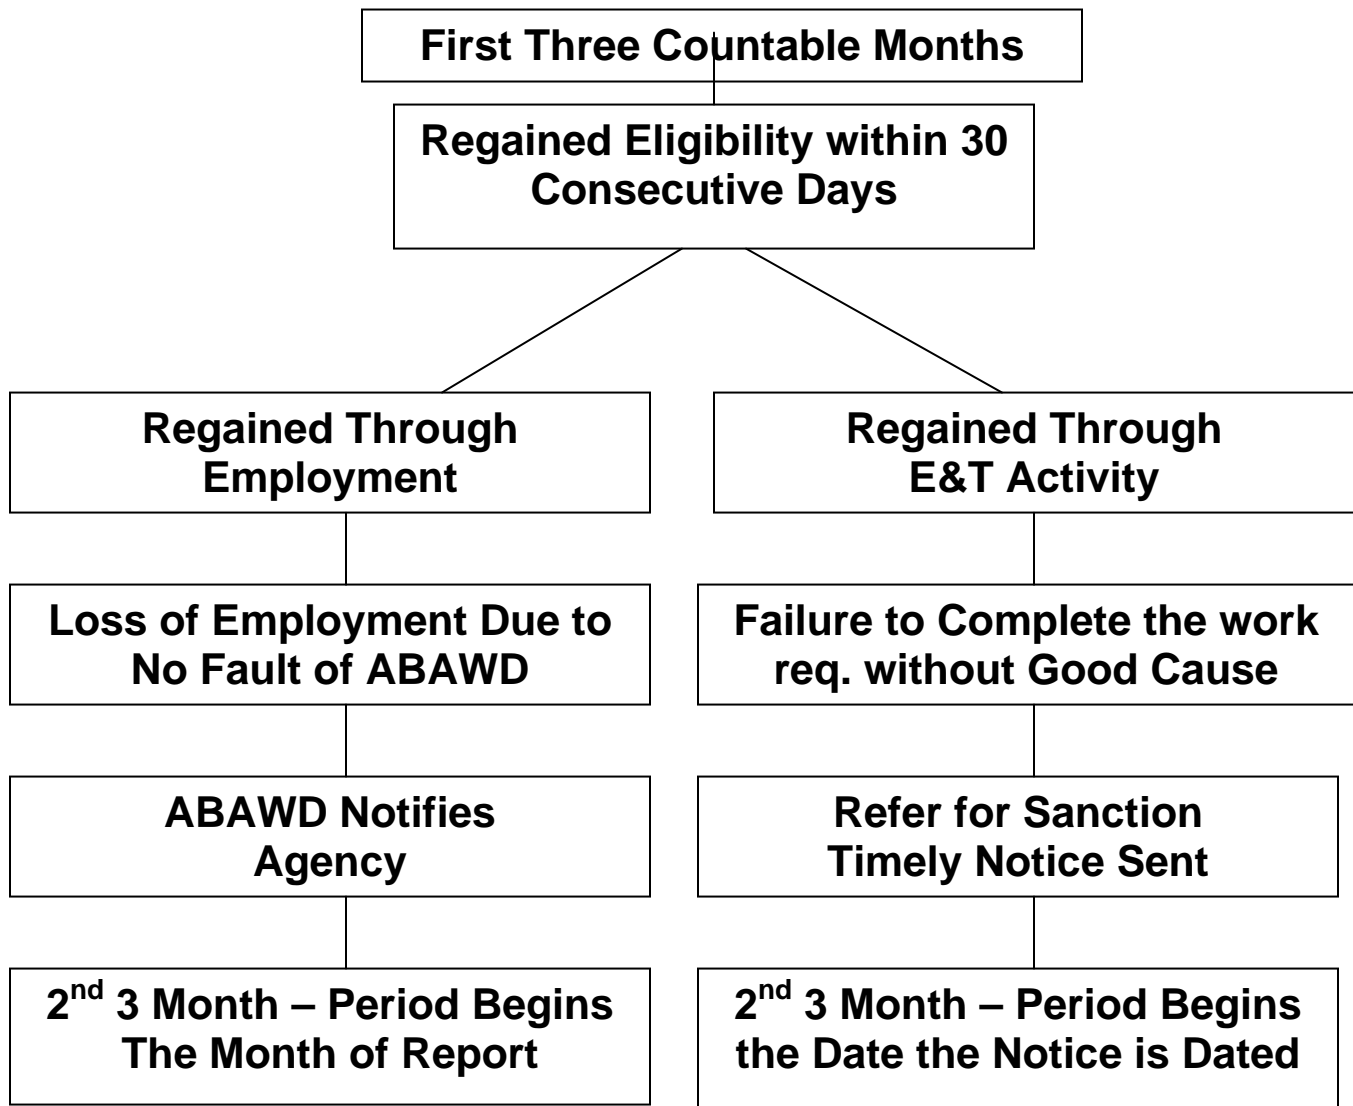 First Three Countable Months
Regained Eligibility within 30
Consecutive Days
Regained Through
Employment
Regained Through
E&T Activity
Loss of Employment Due to
No Fault of ABAWD
Failure to Complete the work
req. without Good Cause
ABAWD Notifies
Agency
Refer for Sanction
Timely Notice Sent
2nd 3 Month – Period Begins
The Month of Report
2nd 3 Month – Period Begins
the Date the Notice is Dated